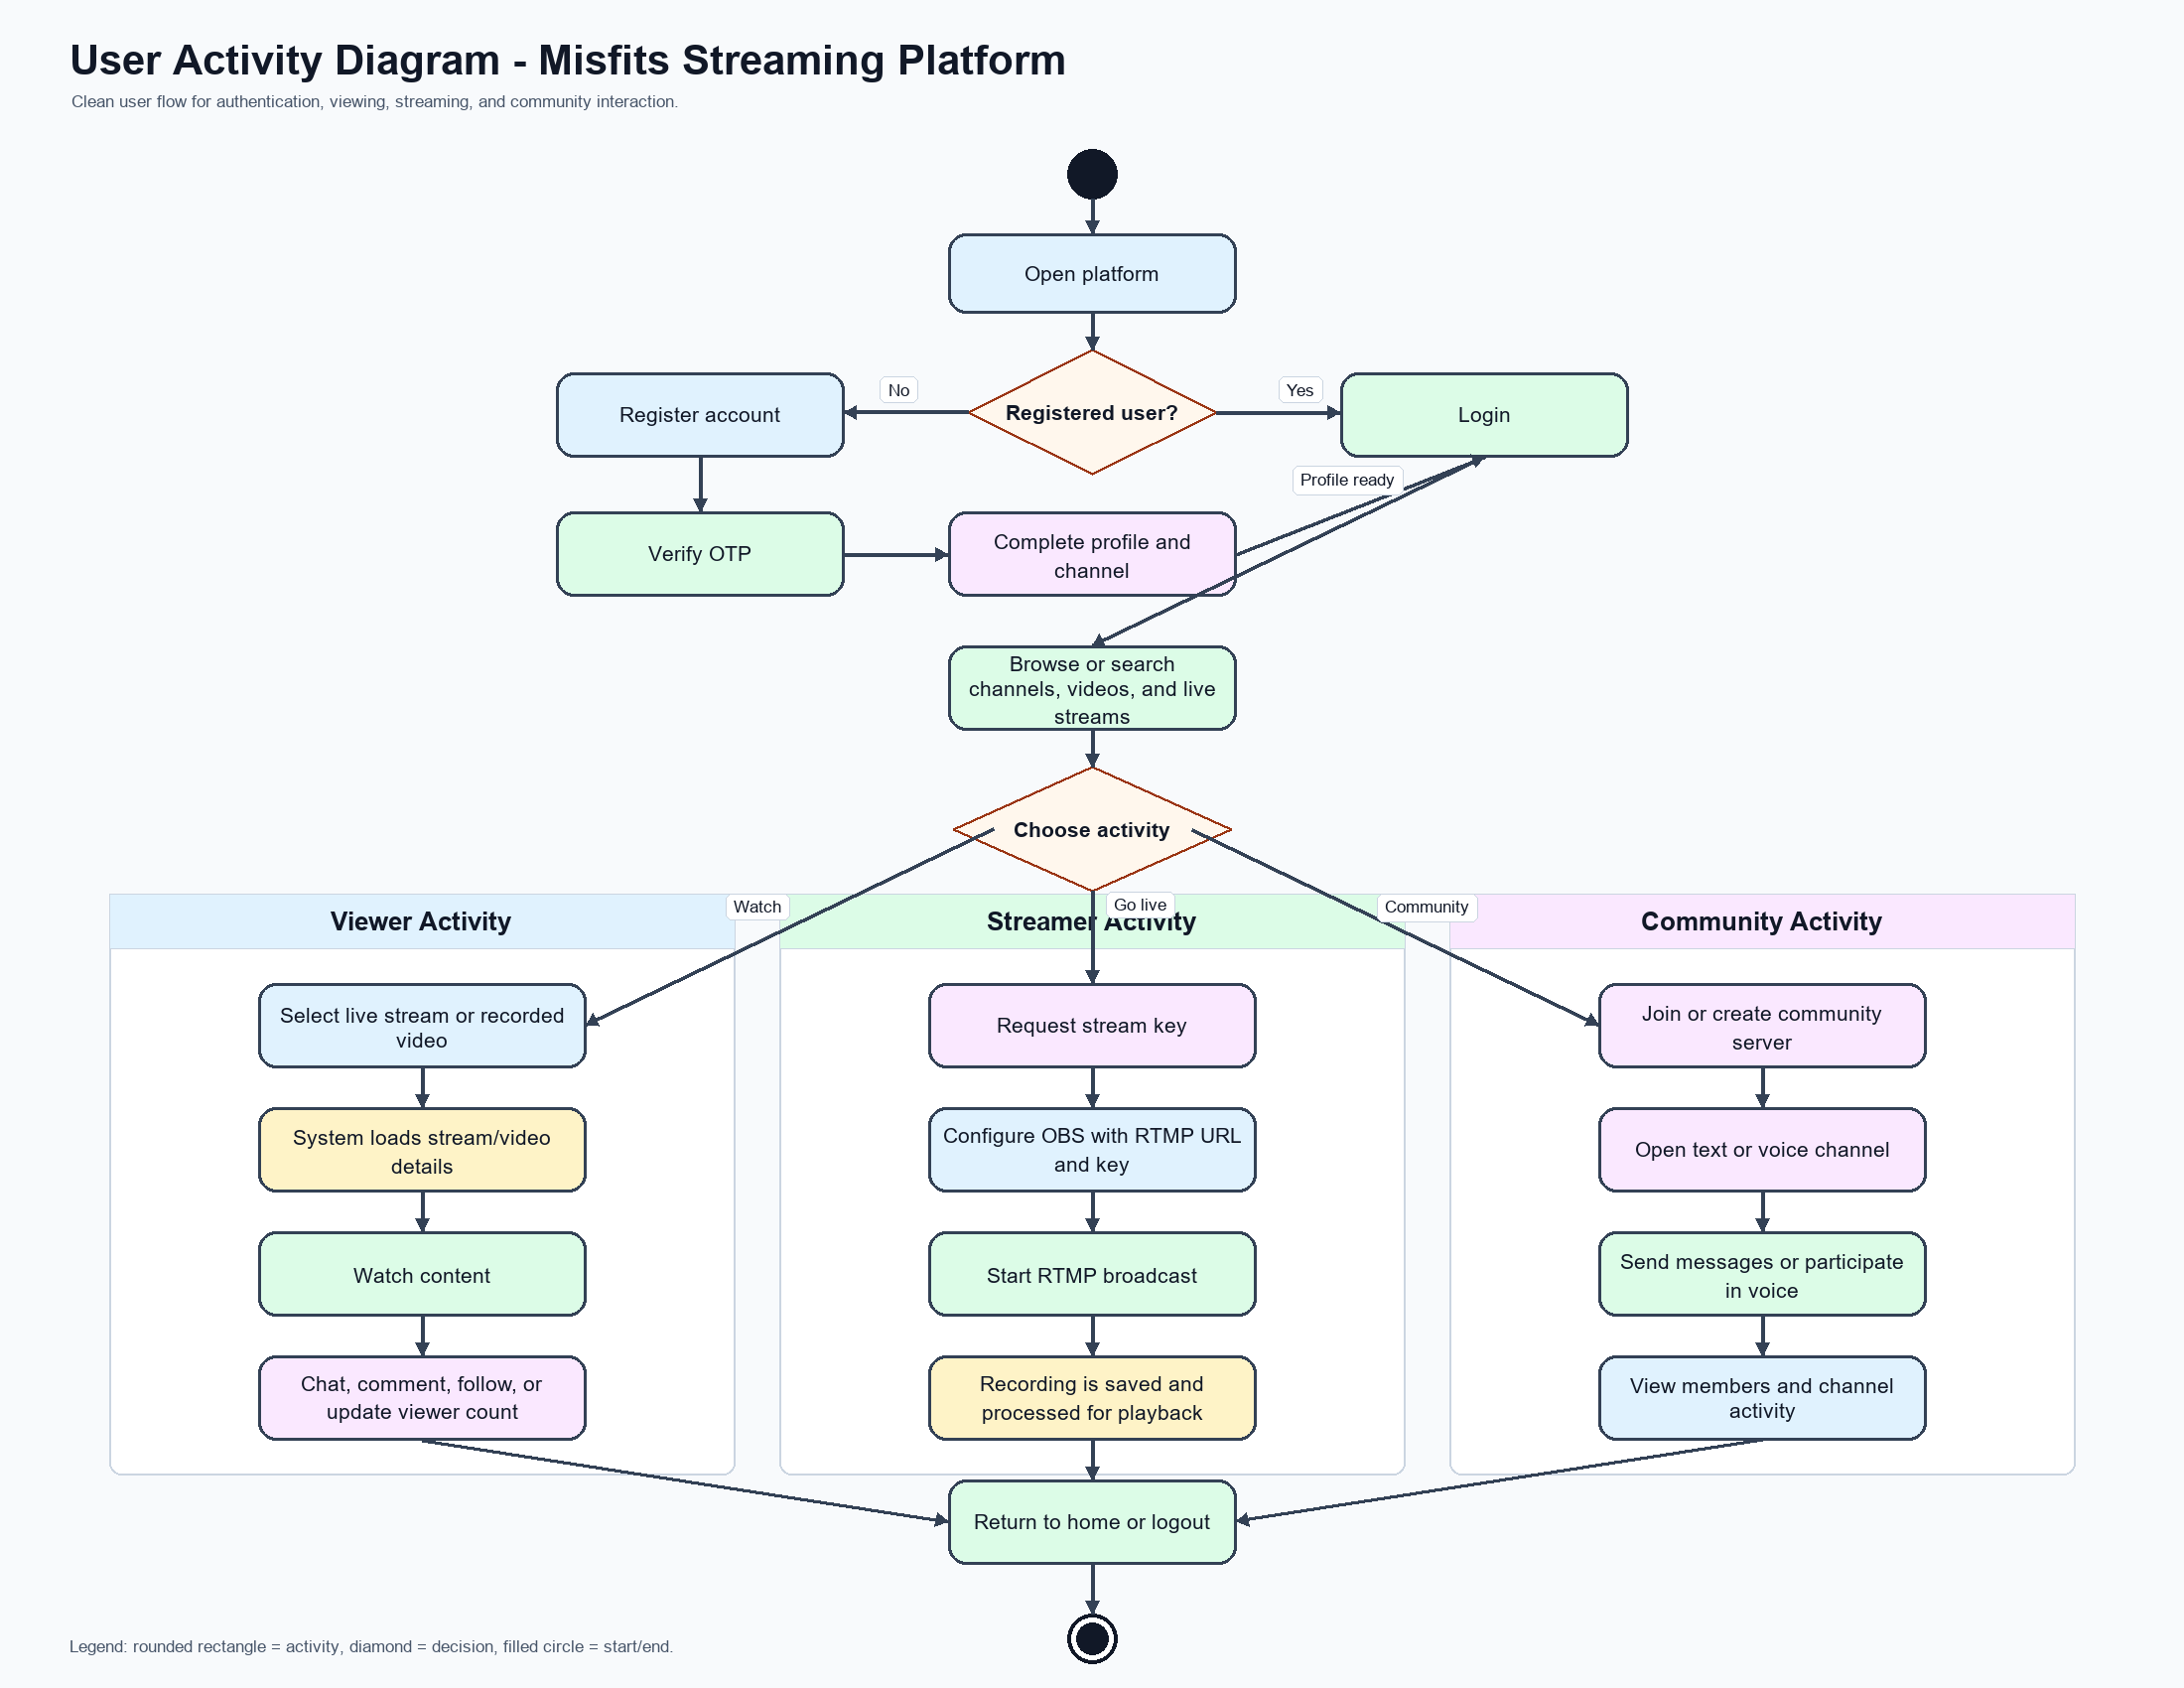 User Activity Diagram - Misfits Streaming Platform
Clean user flow for authentication, viewing, streaming, and community interaction.
Open platform
No
Yes
Register account
Registered user?
Login
Profile ready
Verify OTP
Complete profile and
channel
Browse or search
channels, videos, and live
streams
Choose activity
Watch
Go live
Community
Viewer Activity
Streamer Activity
Community Activity
Select live stream or recorded
video
System loads stream/video
details
Watch content
Chat, comment, follow, or
update viewer count
Request stream key
Configure OBS with RTMP URL
and key
Start RTMP broadcast
Recording is saved and
processed for playback
Join or create community
server
Open text or voice channel
Send messages or participate
in voice
View members and channel
activity
Return to home or logout
Legend: rounded rectangle = activity, diamond = decision, filled circle = start/end.